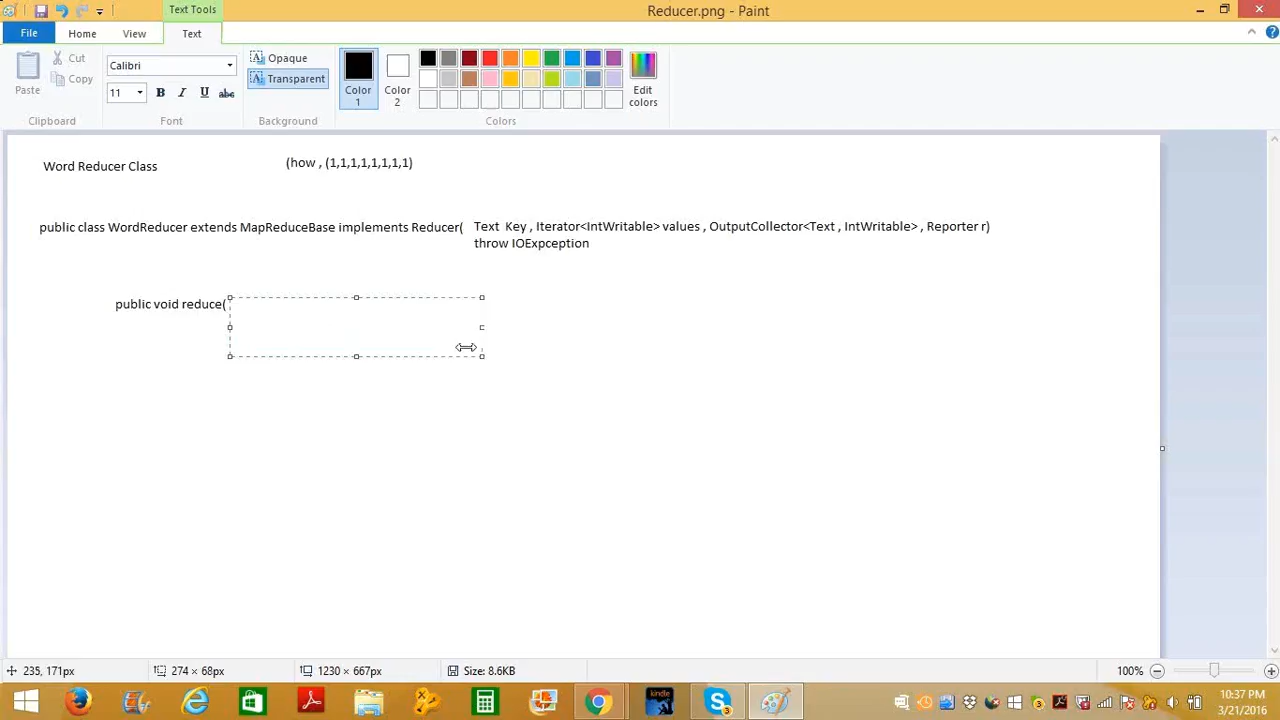 Text Tools
Reducer.png - Paint
File
Home
View
Text
Paste
Cut
Copy
Clipboard
Calibri
11
B
I
U
abc
Font
Opaque
Transparent
Background
Color
1
Color
2
Edit
colors
Colors
Word Reducer Class
(how , (1,1,1,1,1,1,1,1)
public class WordReducer extends MapReduceBase implements Reducer(
Text Key , Iterator<IntWritable> values , OutputCollector<Text , IntWritable> , Reporter r)
throw IOExpception
public void reduce(
235, 171px
274 × 68px
1230 × 667px
Size: 8.6KB
100%
kindle
10:37 PM
3/21/2016